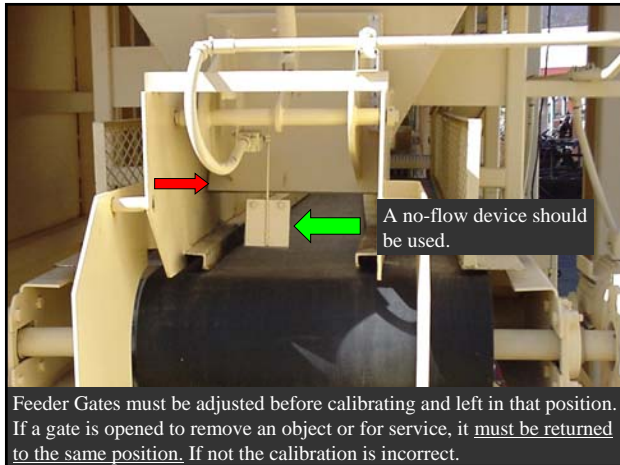 A no-flow device should
be used.
Feeder Gates must be adjusted before calibrating and left in that position.
If a gate is opened to remove an object or for service, it must be returned
to the same position. If not the calibration is incorrect.